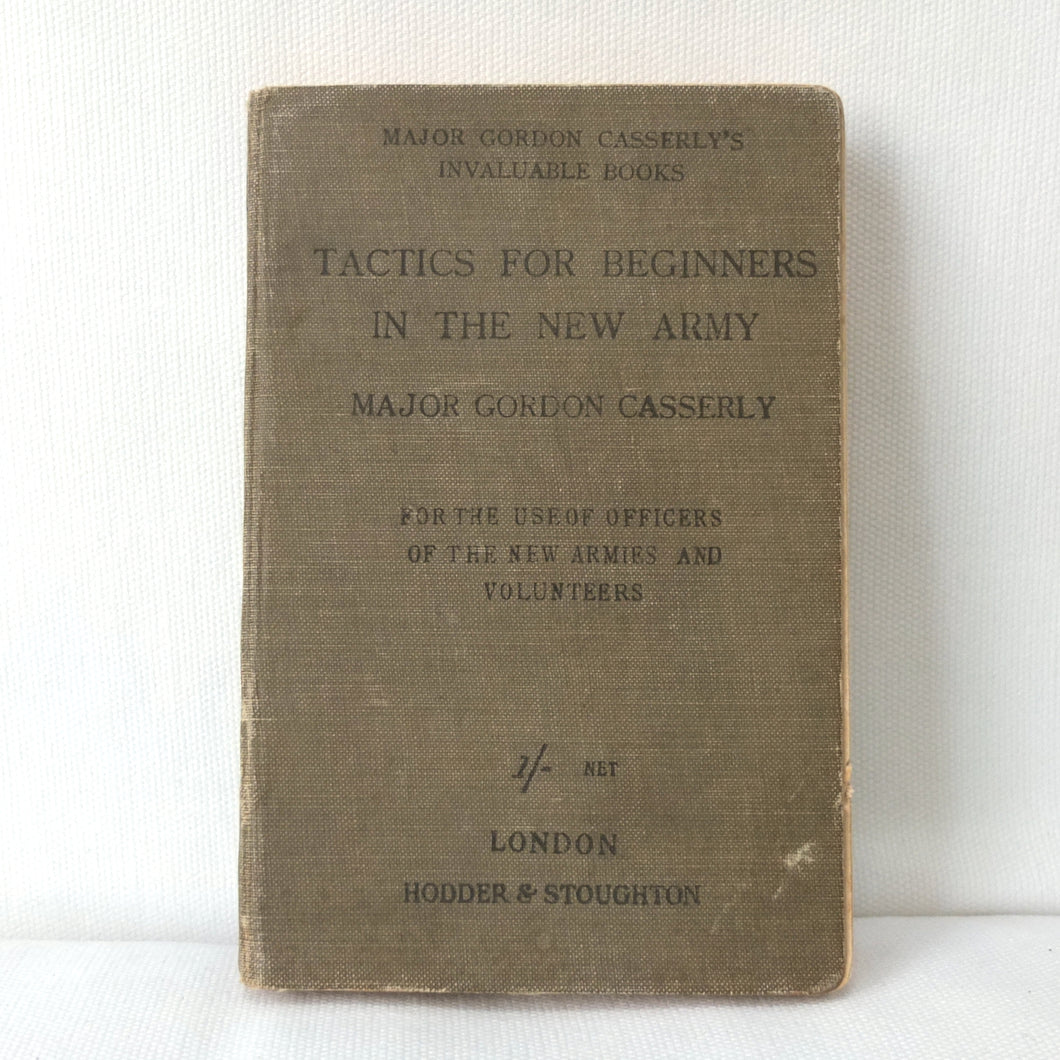 MAJOR GORDON CASSERLY'S
INVALUABLE BOOKS
TACTICS FOR BEGINNERS
IN THE NEW ARMY
MAJOR GORDON CASSERLY
FOR THE USE OF OFFICERS
OF THE NEW ARMIES AND
VOLUNTEERS
1/- NET
LONDON
HODDER & STOUGHTON